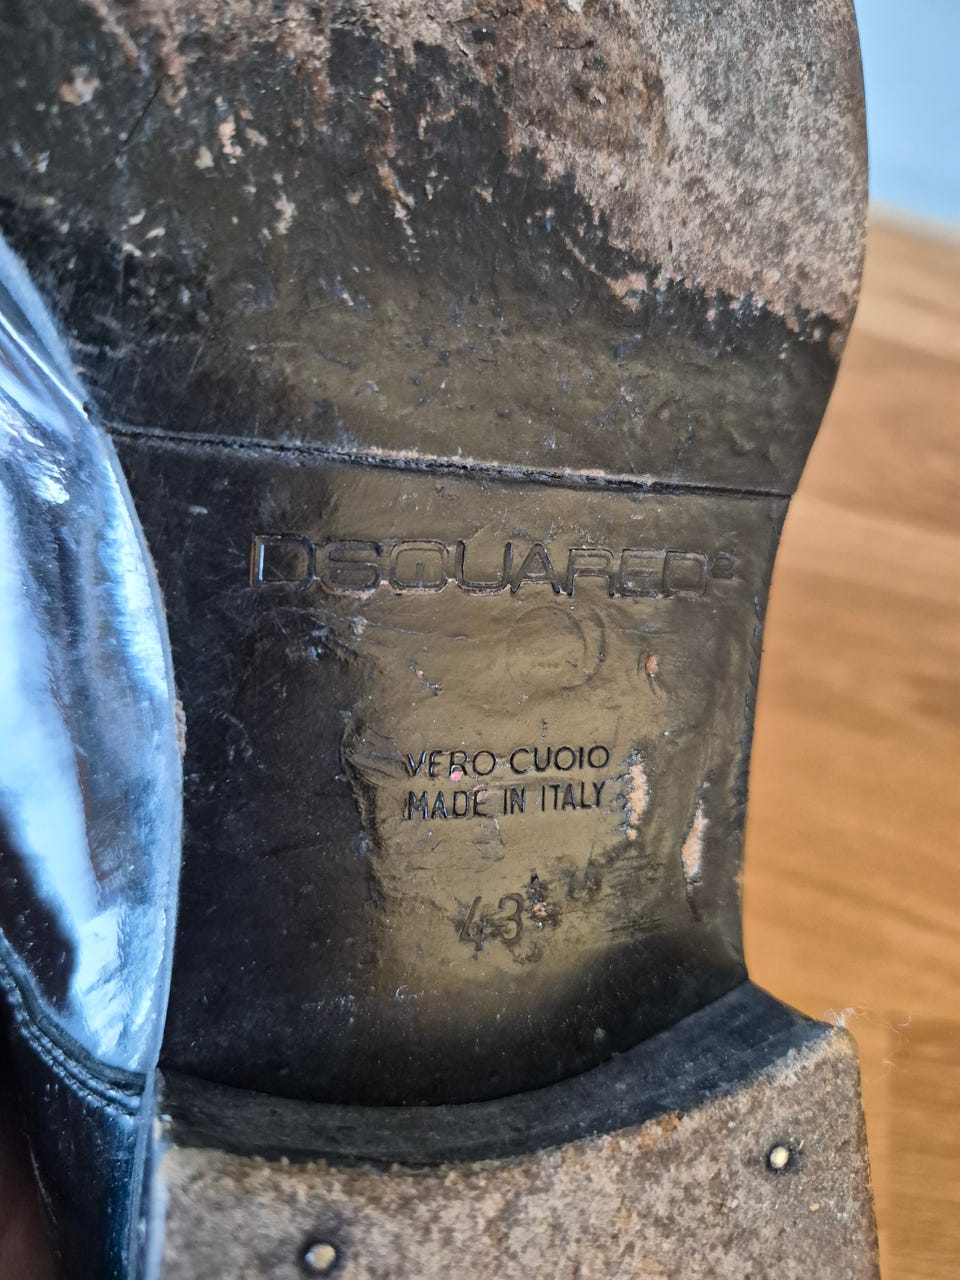 DSQUARED2
VERO CUOIO
MADE IN ITALY
43